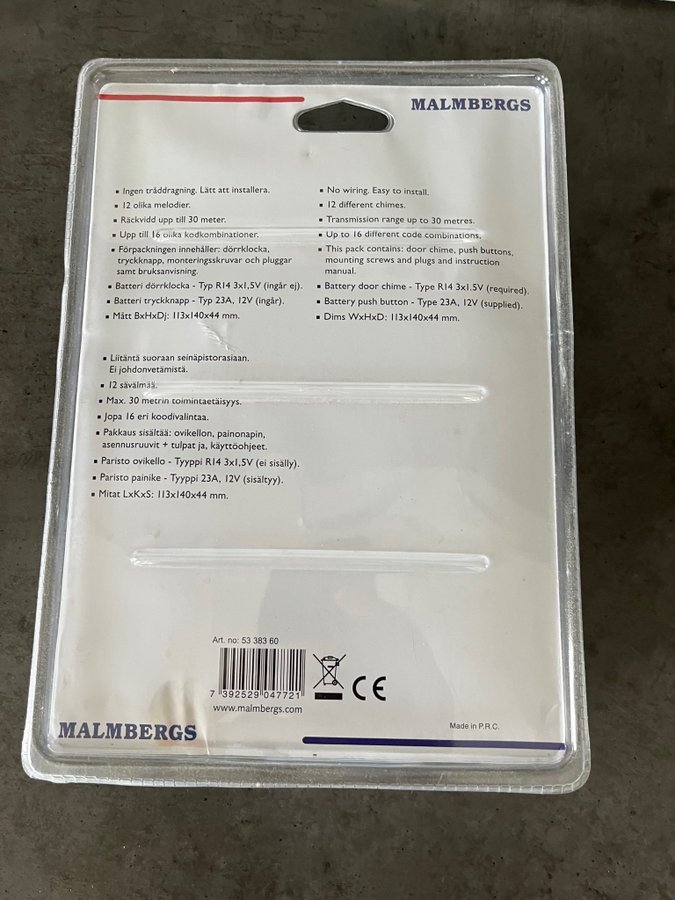 MALMBERGS
▪ Ingen tråddragning. Lätt att installera.
▪ 12 olika melodier.
▪ Räckvidd upp till 30 meter.
▪ Upp till 16 olika kodkombinationer.
▪ Förpackningen innehåller: dörrklocka,
tryckknapp, monteringsskruvar och pluggar
samt bruksanvisning.
▪ Batteri dörrklocka - Typ R14 3x1,5V (ingår ej).
▪ Batteri tryckknapp - Typ 23A, 12V (ingår).
▪ Mått BxHxDj: 113x140x44 mm.
▪ No wiring. Easy to install.
▪ 12 different chimes.
▪ Transmission range up to 30 metres.
▪ Up to 16 different code combinations.
▪ This pack contains: door chime, push buttons,
mounting screws and plugs and instruction
manual.
▪ Battery door chime - Type R14 3x1.5V (required).
▪ Battery push button - Type 23A, 12V (supplied).
▪ Dims WxHxD: 113x140x44 mm.
▪ Liitäntä suoraan seinäpistorasiaan.
Ei johdonvetämistä.
▪ 12 sävälmää.
▪ Max. 30 metrin toimintaetäisyys.
▪ Jopa 16 eri koodivalintaa.
▪ Pakkaus sisältää: ovikellon, painonapin,
asennusruuvit + tulpat ja, käyttöohjeet.
▪ Paristo ovikello - Tyyppi R14 3x1,5V (ei sisälly).
▪ Paristo painike - Tyyppi 23A, 12V (sisältyy).
▪ Mitat LxKxS: 113x140x44 mm.
Art. no: 53 383 60
7 392529 047721
CE
www.malmbergs.com
MALMBERGS
Made in P.R.C.